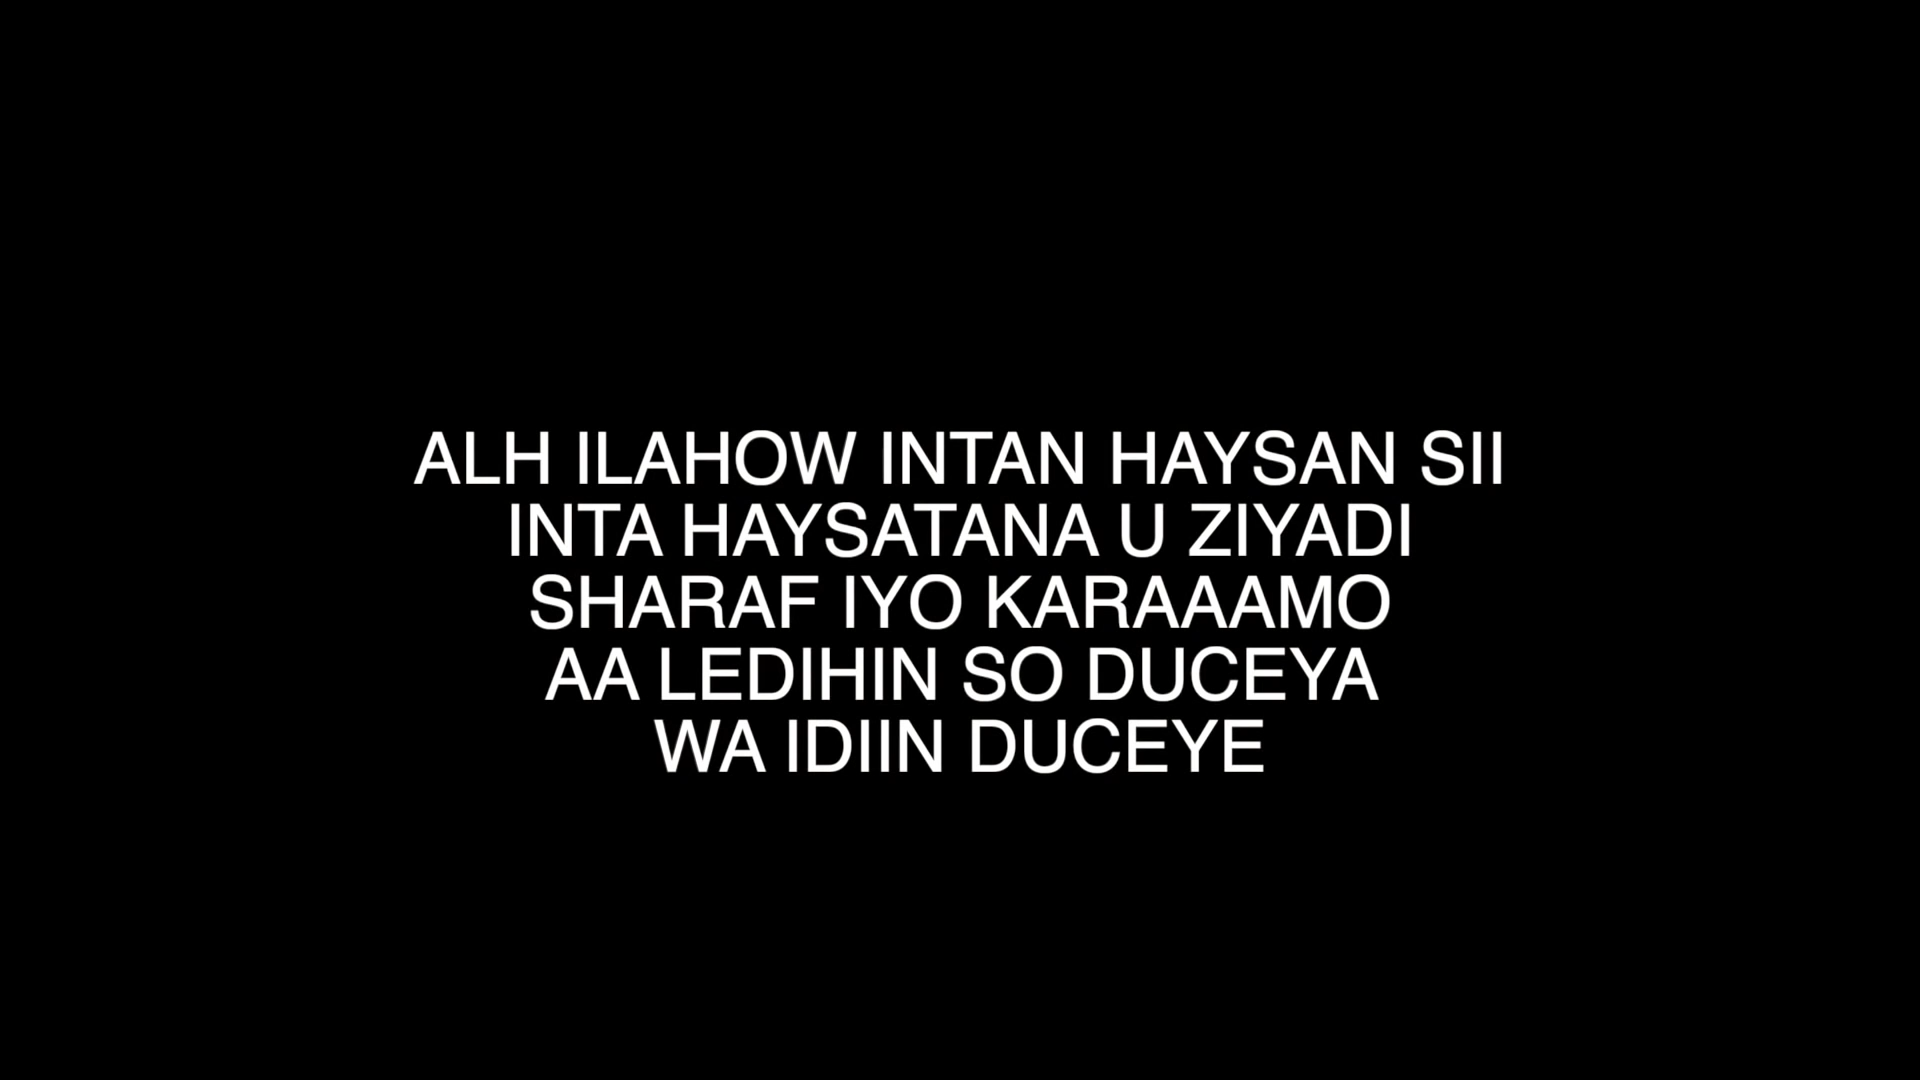 ALH ILAHOW INTAN HAYSAN SII
INTA HAYSATANA U ZIYADI
SHARAF IYO KARAAAMO
AA LEDIHIN SO DUCEYA
WA IDIIN DUCEYE